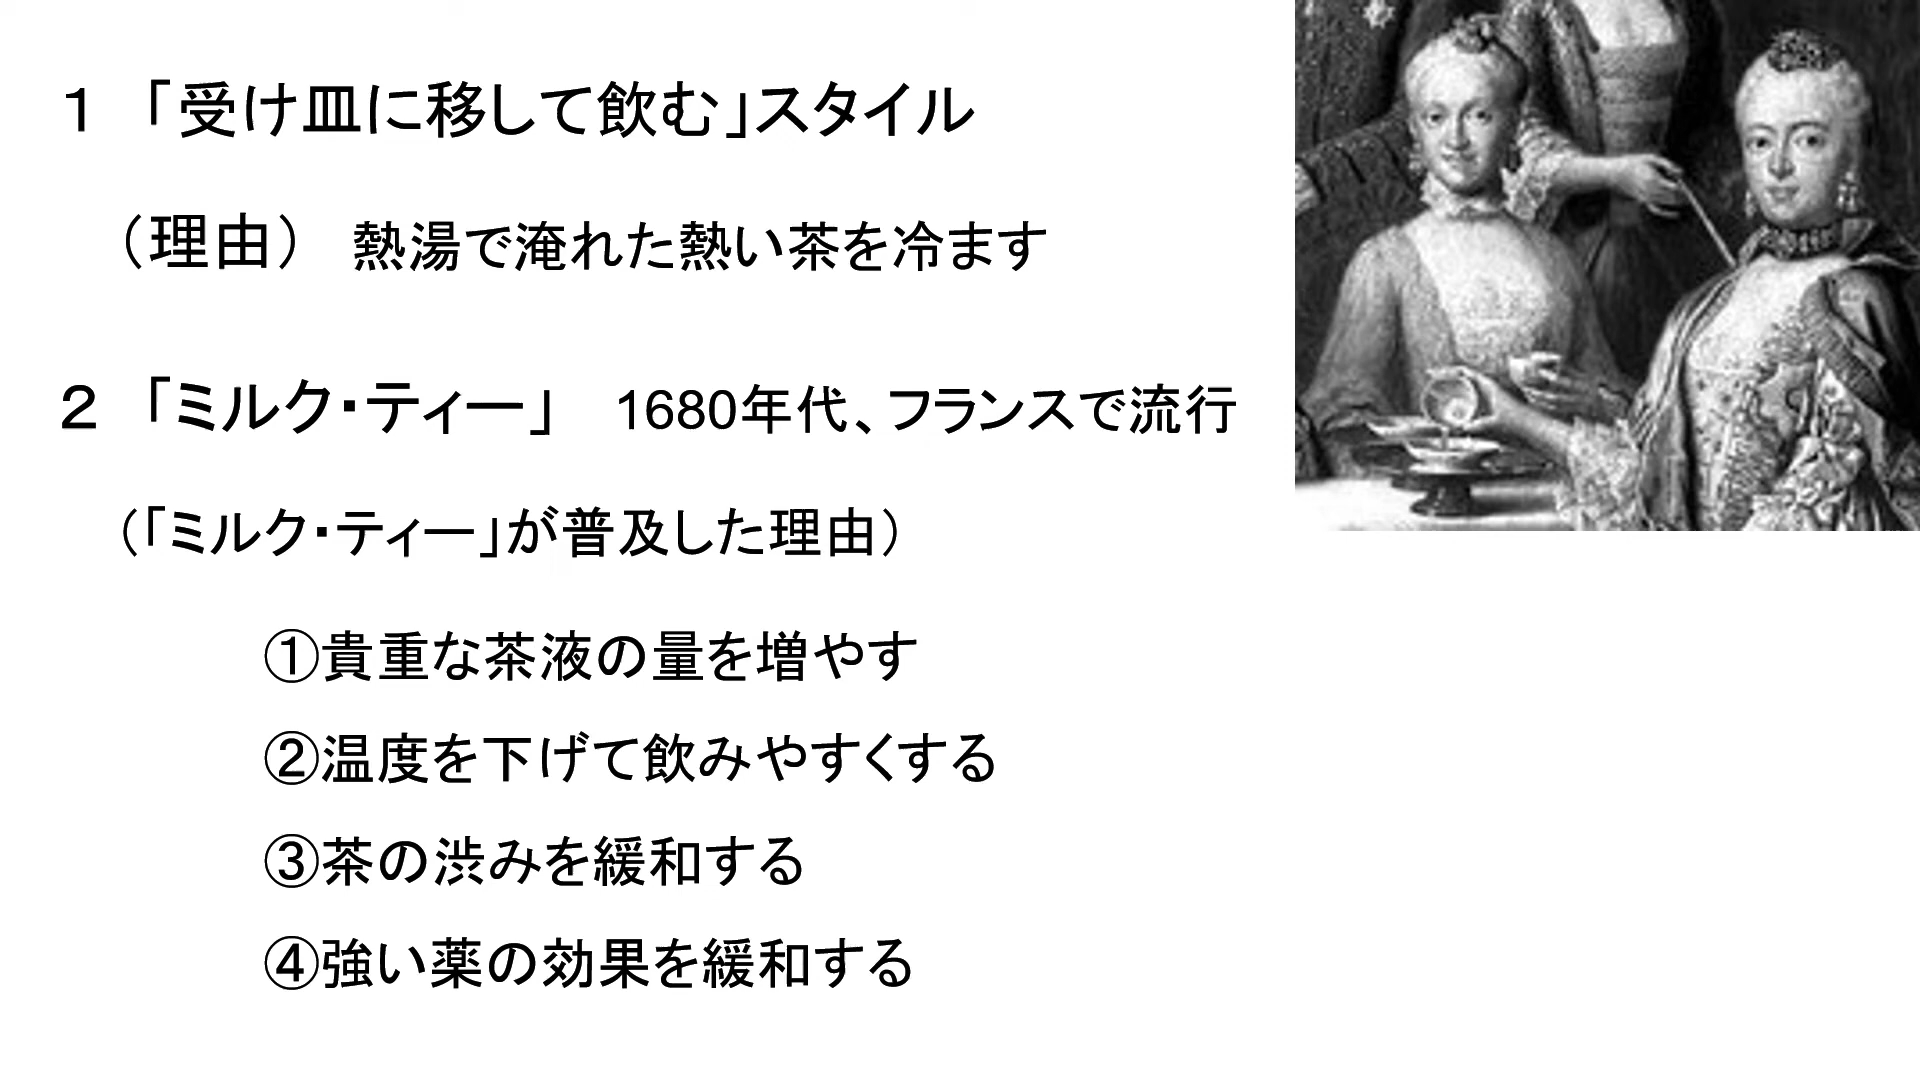 １　「受け皿に移して飲む」スタイル
（理由）　熱湯で淹れた熱い茶を冷ます
２　「ミルク・ティー」　1680年代、フランスで流行
（「ミルク・ティー」が普及した理由）
①貴重な茶液の量を増やす
②温度を下げて飲みやすくする
③茶の渋みを緩和する
④強い薬の効果を緩和する